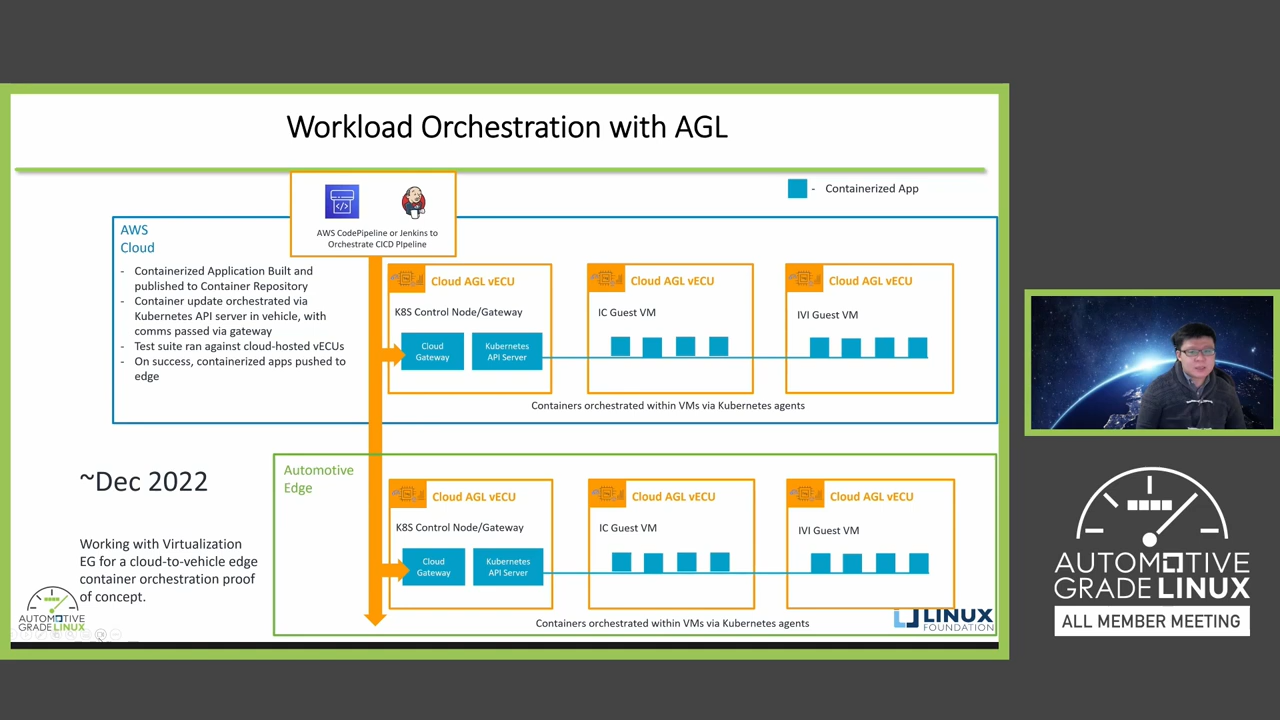 Workload Orchestration with AGL
- Containerized App
AWS CodePipeline or Jenkins to
Orchestrate CICD PIpeline
AWS
Cloud
- Containerized Application Built and
published to Container Repository
- Container update orchestrated via
Kubernetes API server in vehicle, with
comms passed via gateway
- Test suite ran against cloud-hosted vECUs
- On success, containerized apps pushed to
edge
Cloud AGL vECU
K8S Control Node/Gateway
Cloud
Gateway
Kubernetes
API Server
Cloud AGL vECU
IC Guest VM
Cloud AGL vECU
IVI Guest VM
Containers orchestrated within VMs via Kubernetes agents
~Dec 2022
Working with Virtualization
EG for a cloud-to-vehicle edge
container orchestration proof
of concept.
Automotive
Edge
Cloud AGL vECU
K8S Control Node/Gateway
Cloud
Gateway
Kubernetes
API Server
Cloud AGL vECU
IC Guest VM
Cloud AGL vECU
IVI Guest VM
Containers orchestrated within VMs via Kubernetes agents
AUTOMOTIVE
GRADELINUX
LINUX
FOUNDATION
AUTOMOTIVE
GRADE LINUX
ALL MEMBER MEETING